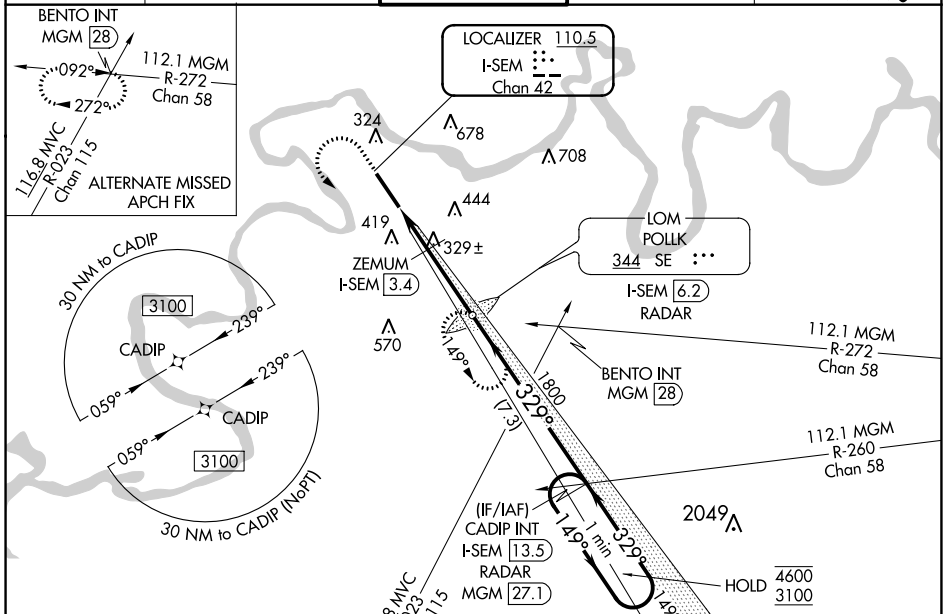 BENTO INT
MGM 28
092°
272°
112.1 MGM
R-272
Chan 58
116.8 MVC
R-023
Chan 115
ALTERNATE MISSED
APCH FIX
LOCALIZER 110.5
I-SEM
Chan 42
324
678
708
444
419
329 ±
ZEMUM
I-SEM 3.4
LOM
POLLK
344 SE
I-SEM 6.2
RADAR
570
30 NM to CADIP
3100
239°
CADIP
059°
239°
CADIP
059°
3100
30 NM to CADIP (NoPT)
149°
(7.3)
329°
1800
BENTO INT
MGM 28
112.1 MGM
R-272
Chan 58
112.1 MGM
R-260
Chan 58
(IF/IAF)
CADIP INT
I-SEM 13.5
RADAR
MGM 27.1
149°
1 min
329°
2049
HOLD 4600
3100
149
8 MVC
023
115